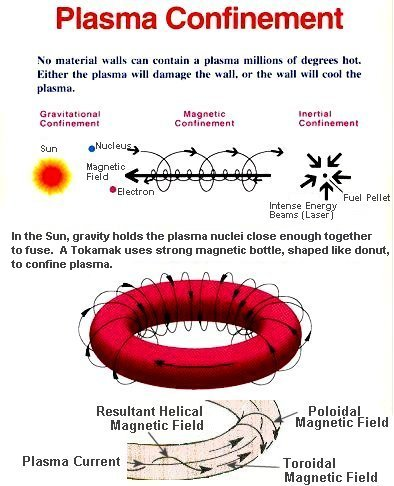 Plasma Confinement
No material walls can contain a plasma millions of degrees hot.
Either the plasma will damage the wall, or the wall will cool the
plasma.
Gravitational
Confinement
Magnetic
Confinement
Inertial
Confinement
Sun
Nucleus
Magnetic
Field
Electron
Fuel Pellet
Intense Energy
Beams (Laser)
In the Sun, gravity holds the plasma nuclei close enough together
to fuse. A Tokamak uses strong magnetic bottle, shaped like donut,
to confine plasma.
Resultant Helical
Magnetic Field
Poloidal
Magnetic Field
Plasma Current
Toroidal
Magnetic Field